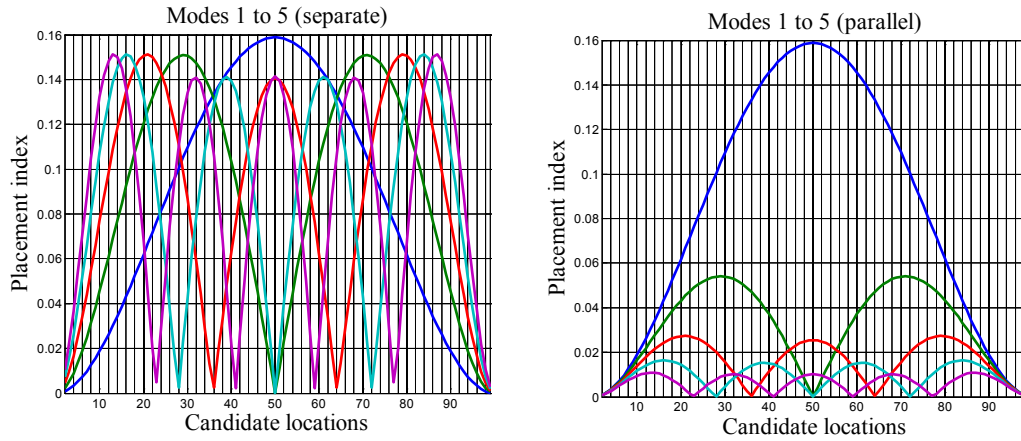 Modes 1 to 5 (separate)
0.16
0.14
0.12
0.1
0.08
0.06
0.04
0.02
0
Placement index
10 20 30 40 50 60 70 80 90
Candidate locations
Modes 1 to 5 (parallel)
0.16
0.14
0.12
0.1
0.08
0.06
0.04
0.02
0
Placement index
10 20 30 40 50 60 70 80 90
Candidate locations